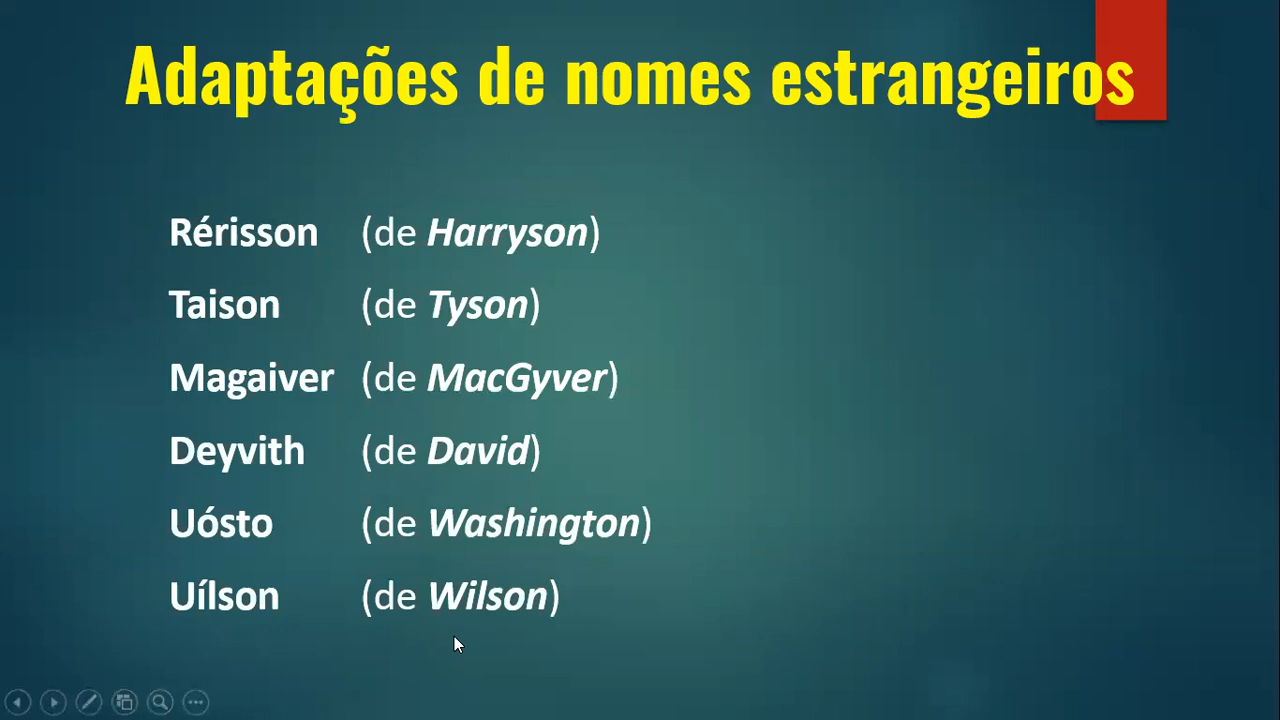 Adaptações de nomes estrangeiros
Rérisson (de Harryson)
Taison (de Tyson)
Magaiver (de MacGyver)
Deyvith (de David)
Uósto (de Washington)
Uílson (de Wilson)